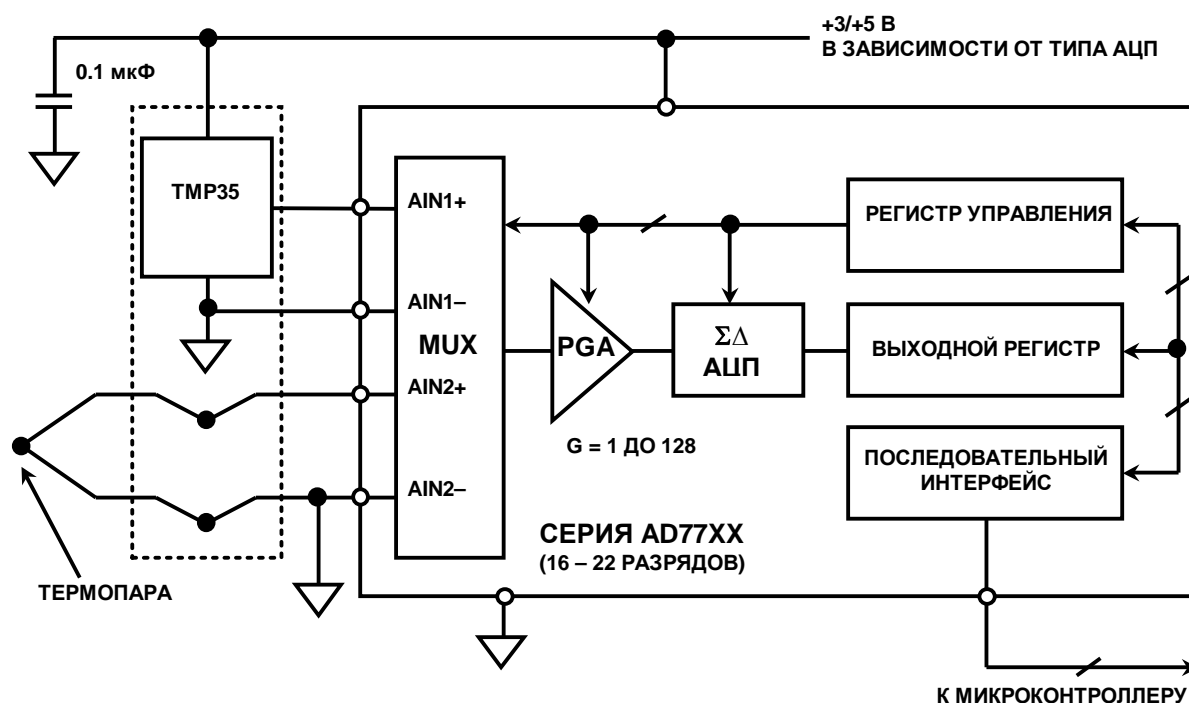 +3/+5 В
В ЗАВИСИМОСТИ ОТ ТИПА АЦП
0.1 мкФ
TMP35
AIN1+
AIN1–
MUX
AIN2+
AIN2–
PGA
G = 1 ДО 128
ΣΔ
АЦП
РЕГИСТР УПРАВЛЕНИЯ
ВЫХОДНОЙ РЕГИСТР
ПОСЛЕДОВАТЕЛЬНЫЙ
ИНТЕРФЕЙС
СЕРИЯ AD77XX
(16 – 22 РАЗРЯДОВ)
ТЕРМОПАРА
К МИКРОКОНТРОЛЛЕРУ